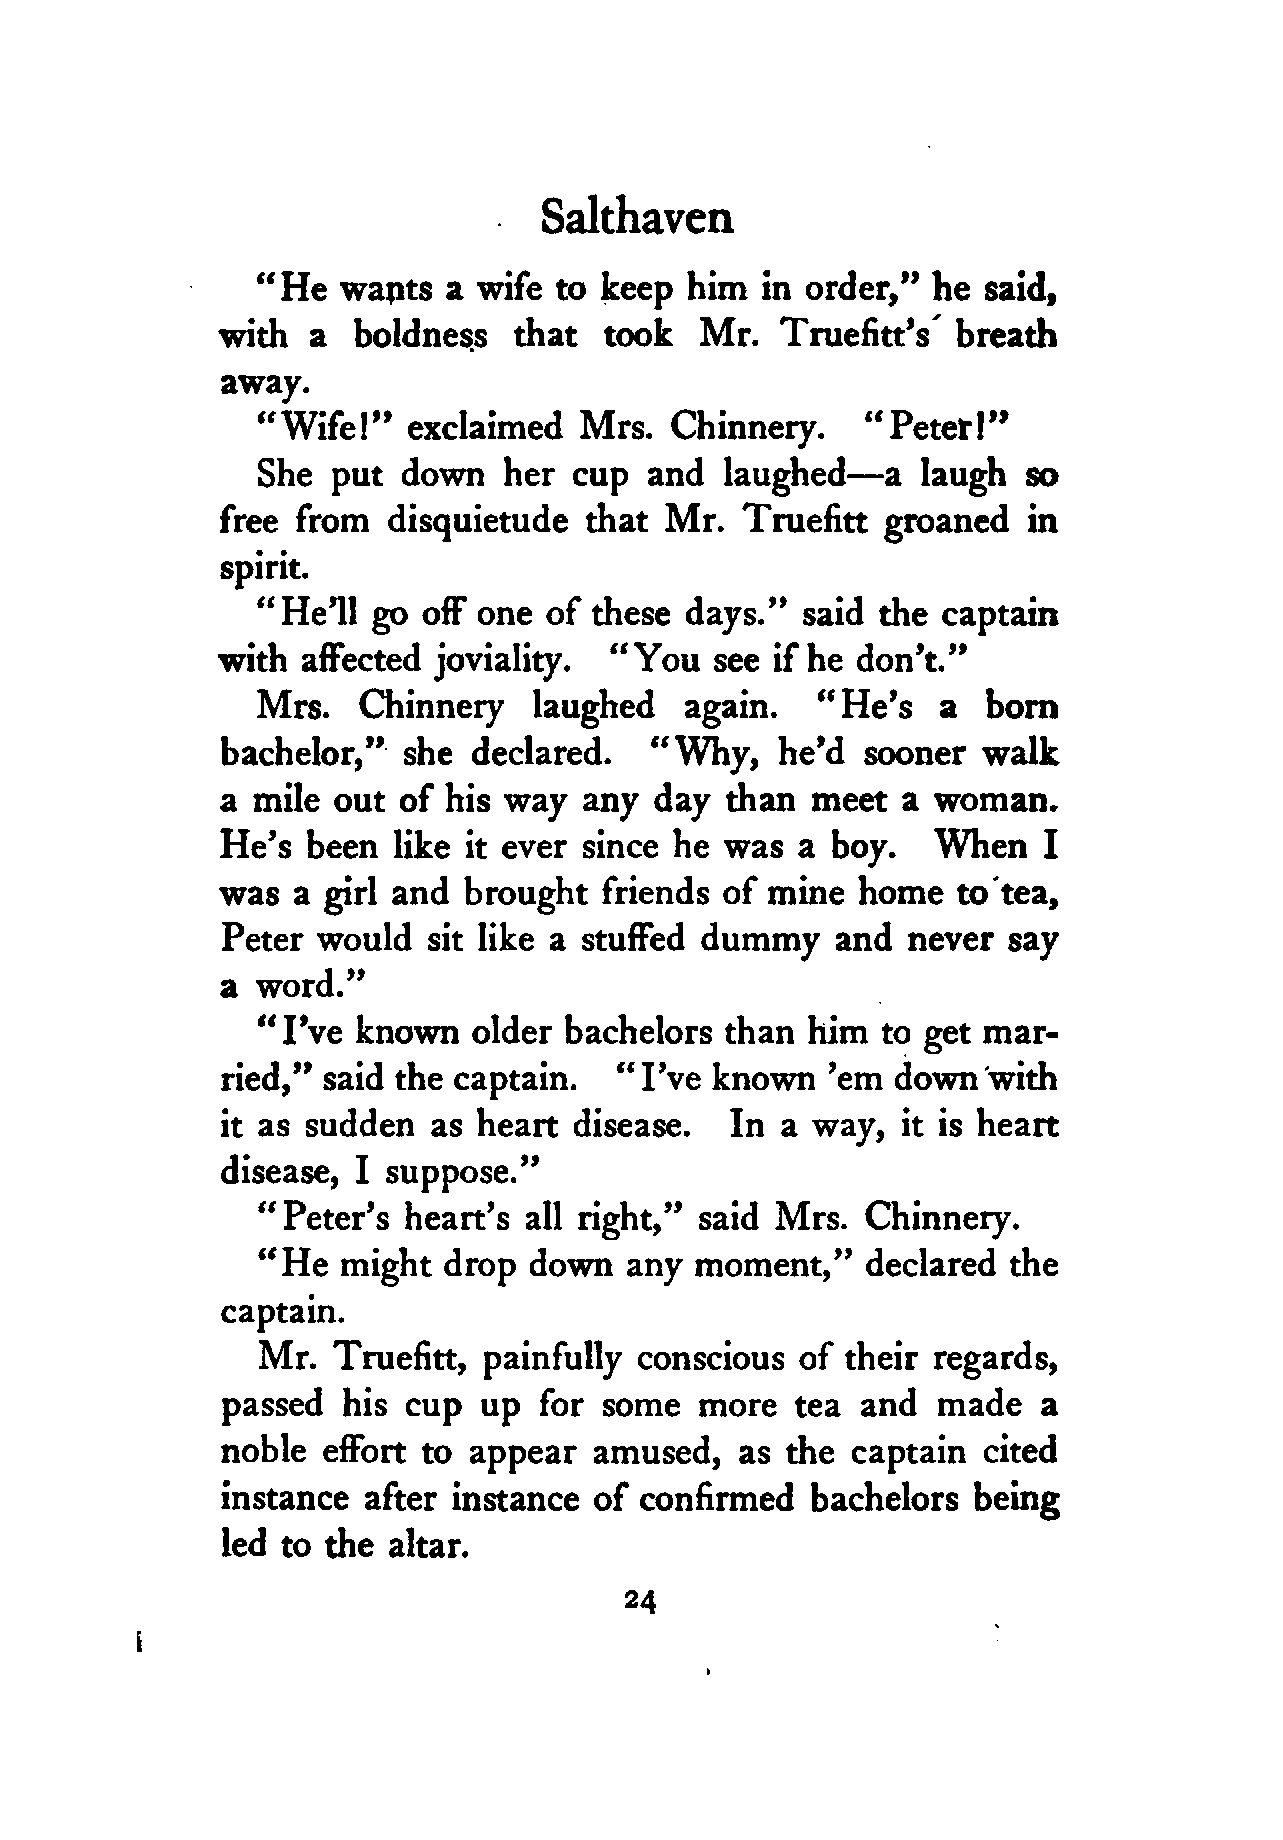 Salthaven
“He wants a wife to keep him in order,” he said,
with a boldness that took Mr. Truefitt's breath
away.
“Wife!” exclaimed Mrs. Chinnery. “Peter!”
She put down her cup and laughed—a laugh so
free from disquietude that Mr. Truefitt groaned in
spirit.
“He'll go off one of these days.” said the captain
with affected joviality. “You see if he don't.”
Mrs. Chinnery laughed again. “He's a born
bachelor,” she declared. “Why, he'd sooner walk
a mile out of his way any day than meet a woman.
He's been like it ever since he was a boy. When I
was a girl and brought friends of mine home to tea,
Peter would sit like a stuffed dummy and never say
a word.”
“I've known older bachelors than him to get mar-
ried,” said the captain. “I've known 'em down with
it as sudden as heart disease. In a way, it is heart
disease, I suppose.”
“Peter's heart's all right,” said Mrs. Chinnery.
“He might drop down any moment,” declared the
captain.
Mr. Truefitt, painfully conscious of their regards,
passed his cup up for some more tea and made a
noble effort to appear amused, as the captain cited
instance after instance of confirmed bachelors being
led to the altar.
24